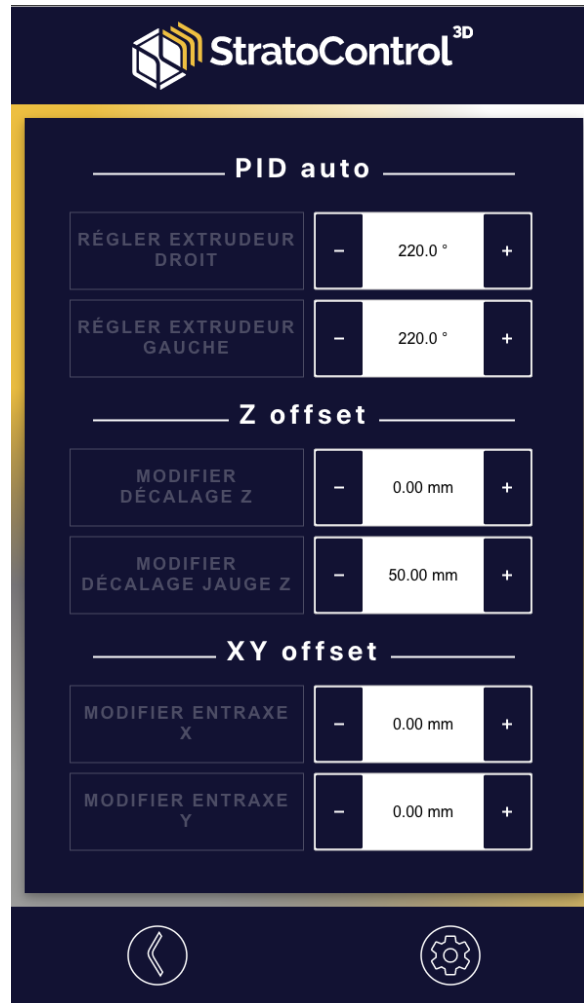 StratoControl 3D
PID auto
RÉGLER EXTRUDEUR
DROIT
– 220.0 ° +
RÉGLER EXTRUDEUR
GAUCHE
– 220.0 ° +
Z offset
MODIFIER
DÉCALAGE Z
– 0.00 mm +
MODIFIER
DÉCALAGE JAUGE Z
– 50.00 mm +
XY offset
MODIFIER ENTRAXE
X
– 0.00 mm +
MODIFIER ENTRAXE
Y
– 0.00 mm +